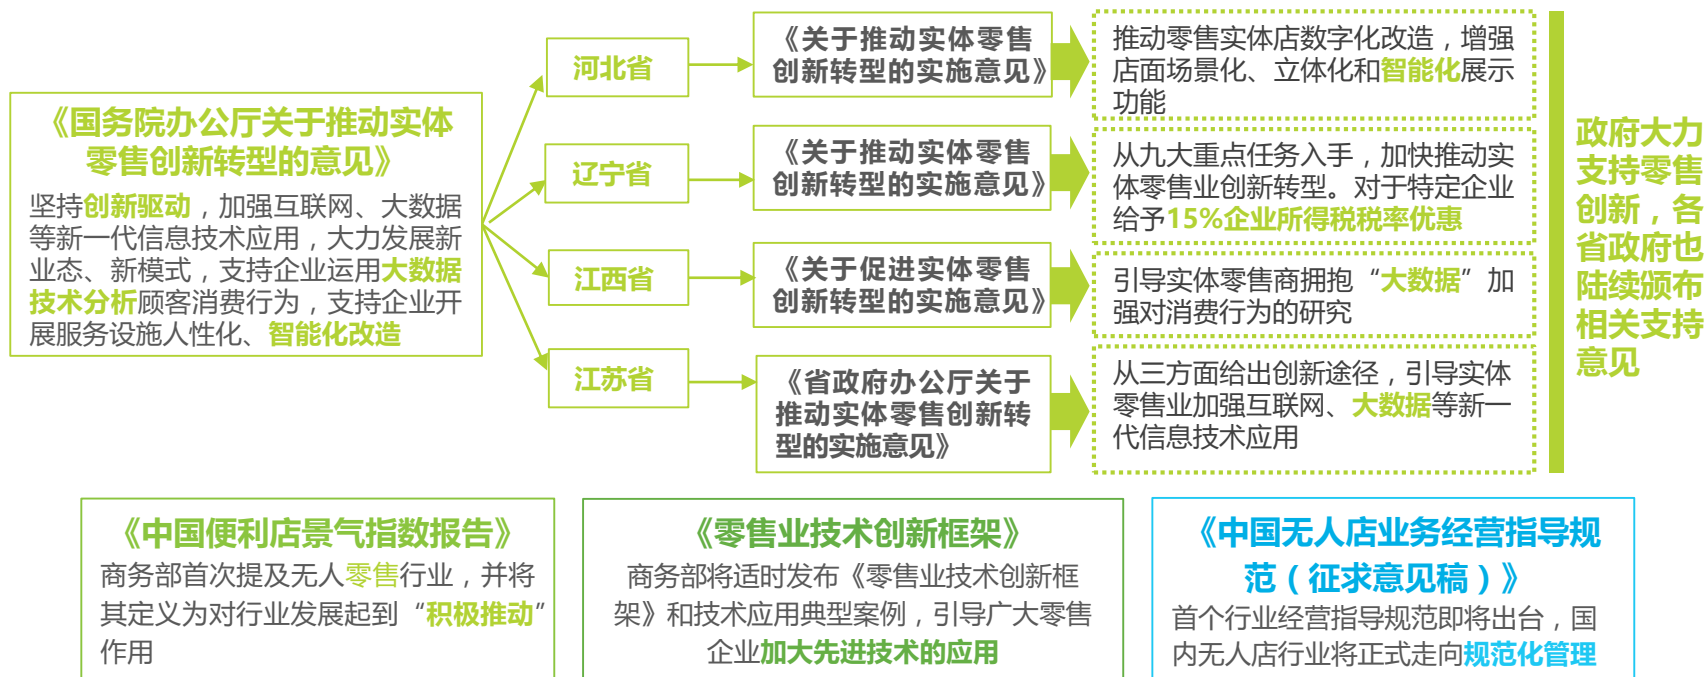 《国务院办公厅关于推动实体
零售创新转型的意见》
坚持创新驱动，加强互联网、大数据
等新一代信息技术应用，大力发展新
业态、新模式，支持企业运用大数据
技术分析顾客消费行为，支持企业开
展服务设施人性化、智能化改造
河北省
《关于推动实体零售
创新转型的实施意见》
推动零售实体店数字化改造，增强
店面场景化、立体化和智能化展示
功能
辽宁省
《关于推动实体零售
创新转型的实施意见》
从九大重点任务入手，加快推动实
体零售业创新转型。对于特定企业
给予15%企业所得税税率优惠
江西省
《关于促进实体零售
创新转型的实施意见》
引导实体零售商拥抱“大数据”加
强对消费行为的研究
江苏省
《省政府办公厅关于
推动实体零售创新转
型的实施意见》
从三方面给出创新途径，引导实体
零售业加强互联网、大数据等新一
代信息技术应用
政府大力
支持零售
创新，各
省政府也
陆续颁布
相关支持
意见
《中国便利店景气指数报告》
商务部首次提及无人零售行业，并将
其定义为对行业发展起到“积极推动”
作用
《零售业技术创新框架》
商务部将适时发布《零售业技术创新框
架》和技术应用典型案例，引导广大零售
企业加大先进技术的应用
《中国无人店业务经营指导规
范（征求意见稿）》
首个行业经营指导规范即将出台，国
内无人店行业将正式走向规范化管理